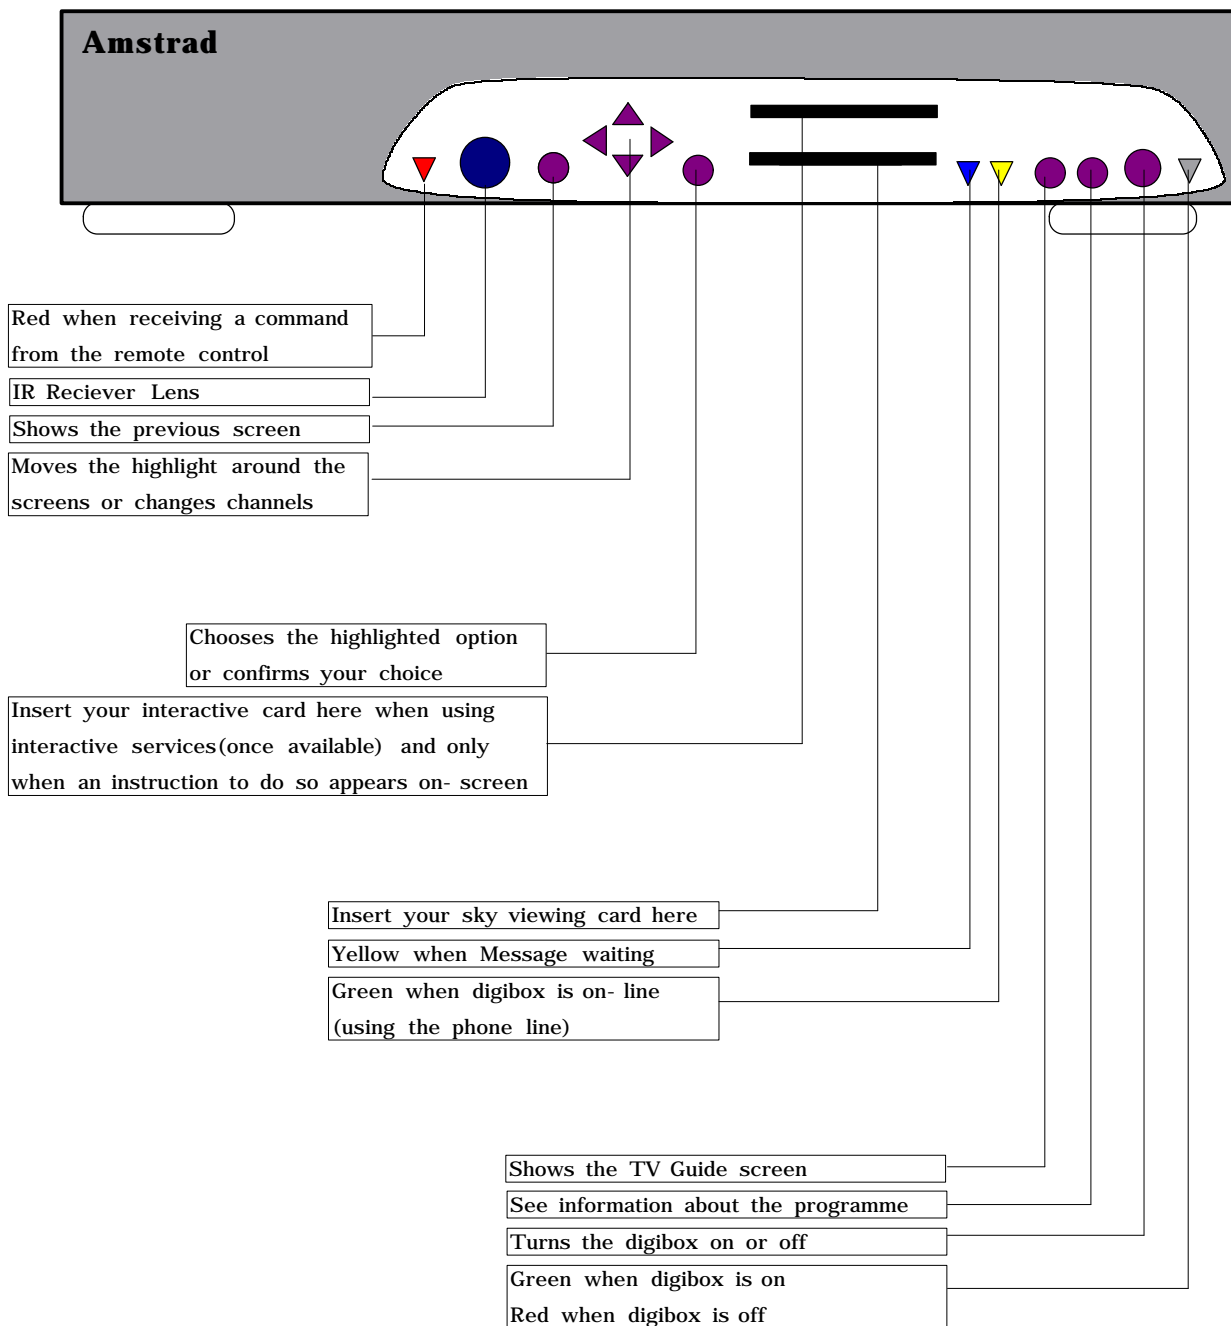 Amstrad
Red when receiving a command
from the remote control
IR Reciever Lens
Shows the previous screen
Moves the highlight around the
screens or changes channels
Chooses the highlighted option
or confirms your choice
Insert your interactive card here when using
interactive services(once available) and only
when an instruction to do so appears on- screen
Insert your sky viewing card here
Yellow when Message waiting
Green when digibox is on- line
(using the phone line)
Shows the TV Guide screen
See information about the programme
Turns the digibox on or off
Green when digibox is on
Red when digibox is off